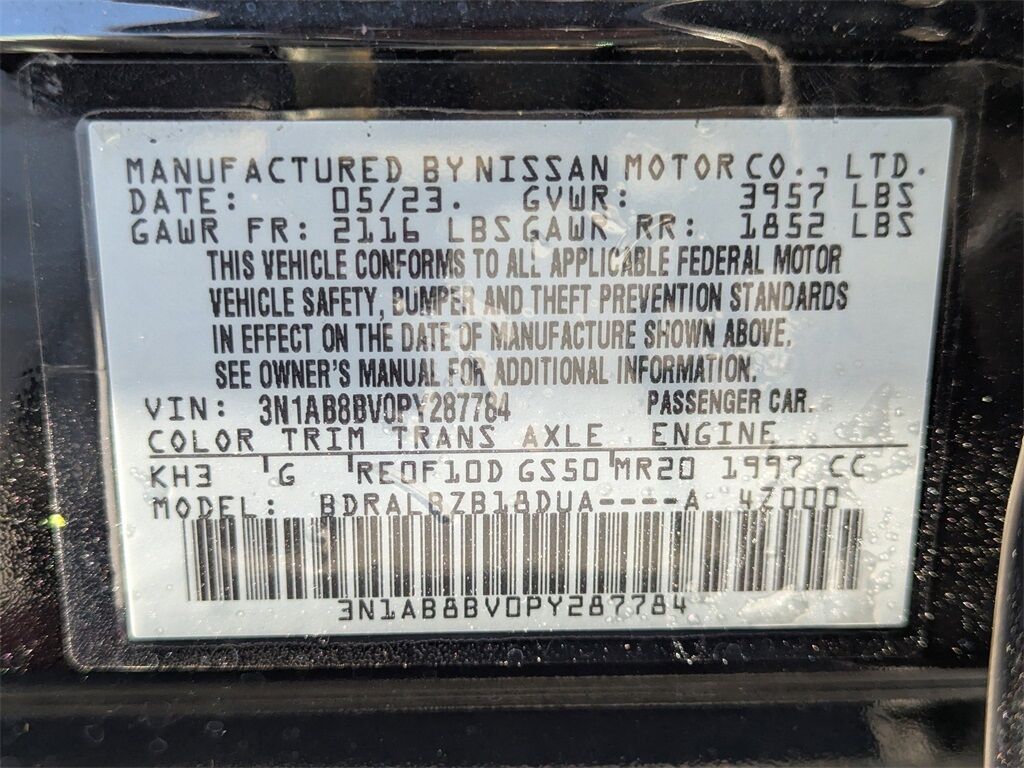 MANUFACTURED BY NISSAN MOTOR CO., LTD.
DATE: 05/23. GVWR: 3957 LBS
GAWR FR: 2116 LBS GAWR RR: 1852 LBS
THIS VEHICLE CONFORMS TO ALL APPLICABLE FEDERAL MOTOR
VEHICLE SAFETY, BUMPER AND THEFT PREVENTION STANDARDS
IN EFFECT ON THE DATE OF MANUFACTURE SHOWN ABOVE.
SEE OWNER'S MANUAL FOR ADDITIONAL INFORMATION.
VIN: 3N1AB8BV0PY287784 PASSENGER CAR.
COLOR TRIM TRANS AXLE ENGINE
KH3 G RE0F10D GS50 MR20 1997 CC
MODEL: BDRAL8ZB18DUA----A 4Z000
3N1AB8BV0PY287784